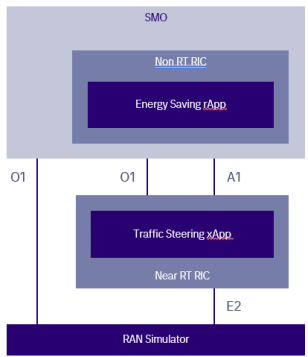 SMO
Non RT RIC
Energy Saving rApp
O1
O1
A1
Traffic Steering xApp
Near RT RIC
E2
RAN Simulator